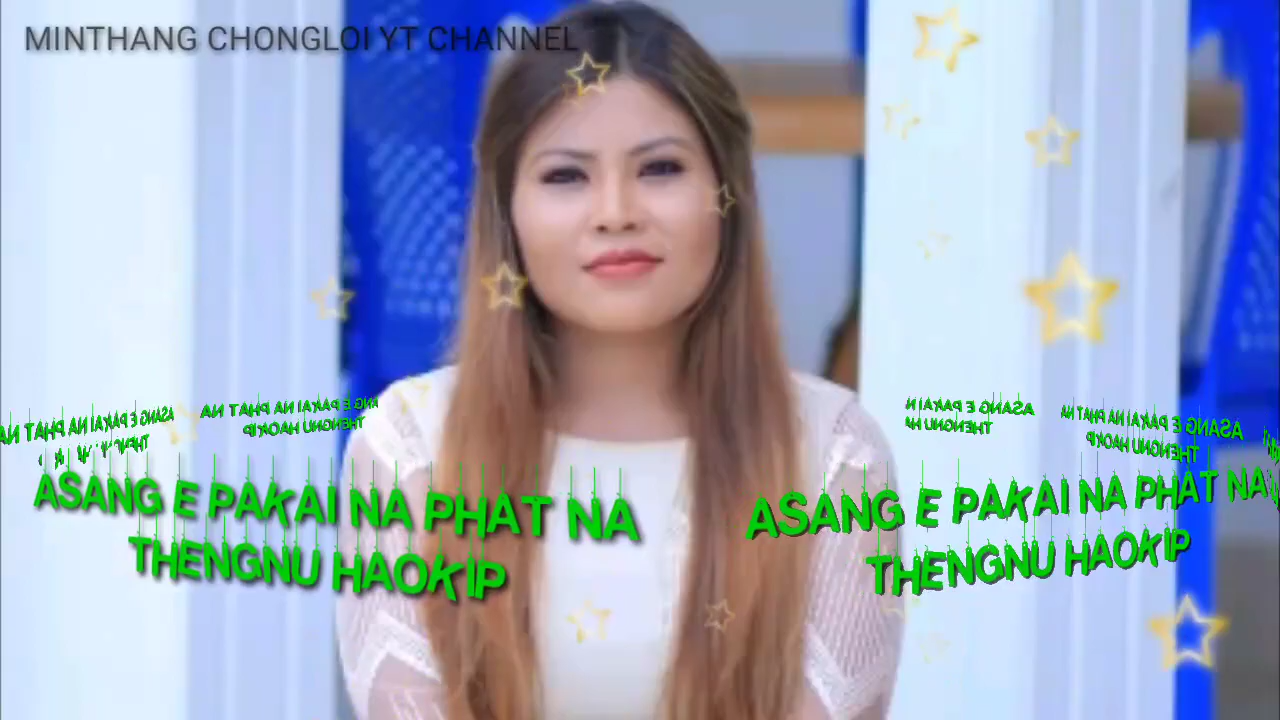 MINTHANG CHONGLOI YT CHANNEL
ASANG E PAKAI NA PHAT NA
THENGNU HAOKIP
ASANG E PAKAI NA PHAT NA
THENGNU HAOKIP